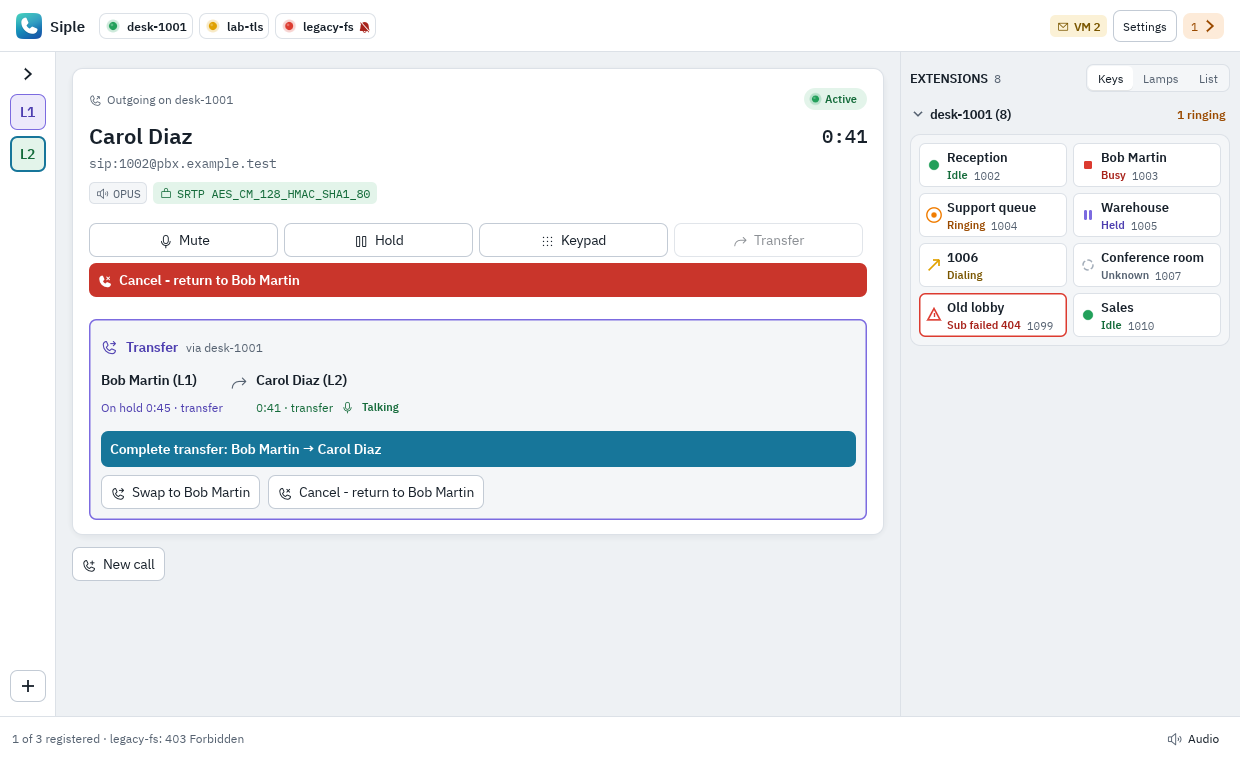 Siple
desk-1001
lab-tls
legacy-fs
VM 2
Settings
1
L1
L2
Outgoing on desk-1001
Active
Carol Diaz
0:41
sip:1002@pbx.example.test
OPUS
SRTP AES_CM_128_HMAC_SHA1_80
Mute
Hold
Keypad
Transfer
Cancel - return to Bob Martin
Transfer via desk-1001
Bob Martin (L1)
Carol Diaz (L2)
On hold 0:45 · transfer
0:41 · transfer
Talking
Complete transfer: Bob Martin → Carol Diaz
Swap to Bob Martin
Cancel - return to Bob Martin
New call
EXTENSIONS 8
Keys
Lamps
List
desk-1001 (8)
1 ringing
Reception
Idle 1002
Bob Martin
Busy 1003
Support queue
Ringing 1004
Warehouse
Held 1005
1006
Dialing
Conference room
Unknown 1007
Old lobby
Sub failed 404 1099
Sales
Idle 1010
1 of 3 registered · legacy-fs: 403 Forbidden
Audio